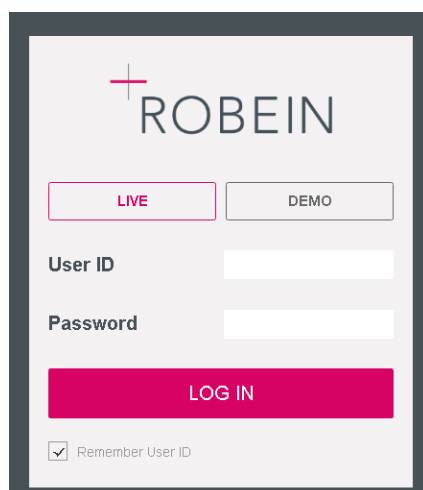 ROBEIN
LIVE DEMO
User ID
Password
LOG IN
Remember User ID